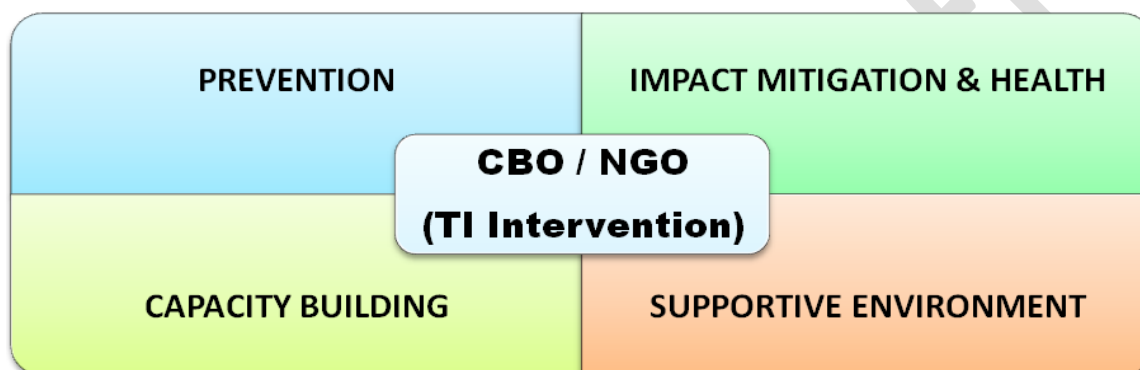 PREVENTION
IMPACT MITIGATION & HEALTH
CBO / NGO
(TI Intervention)
CAPACITY BUILDING
SUPPORTIVE ENVIRONMENT